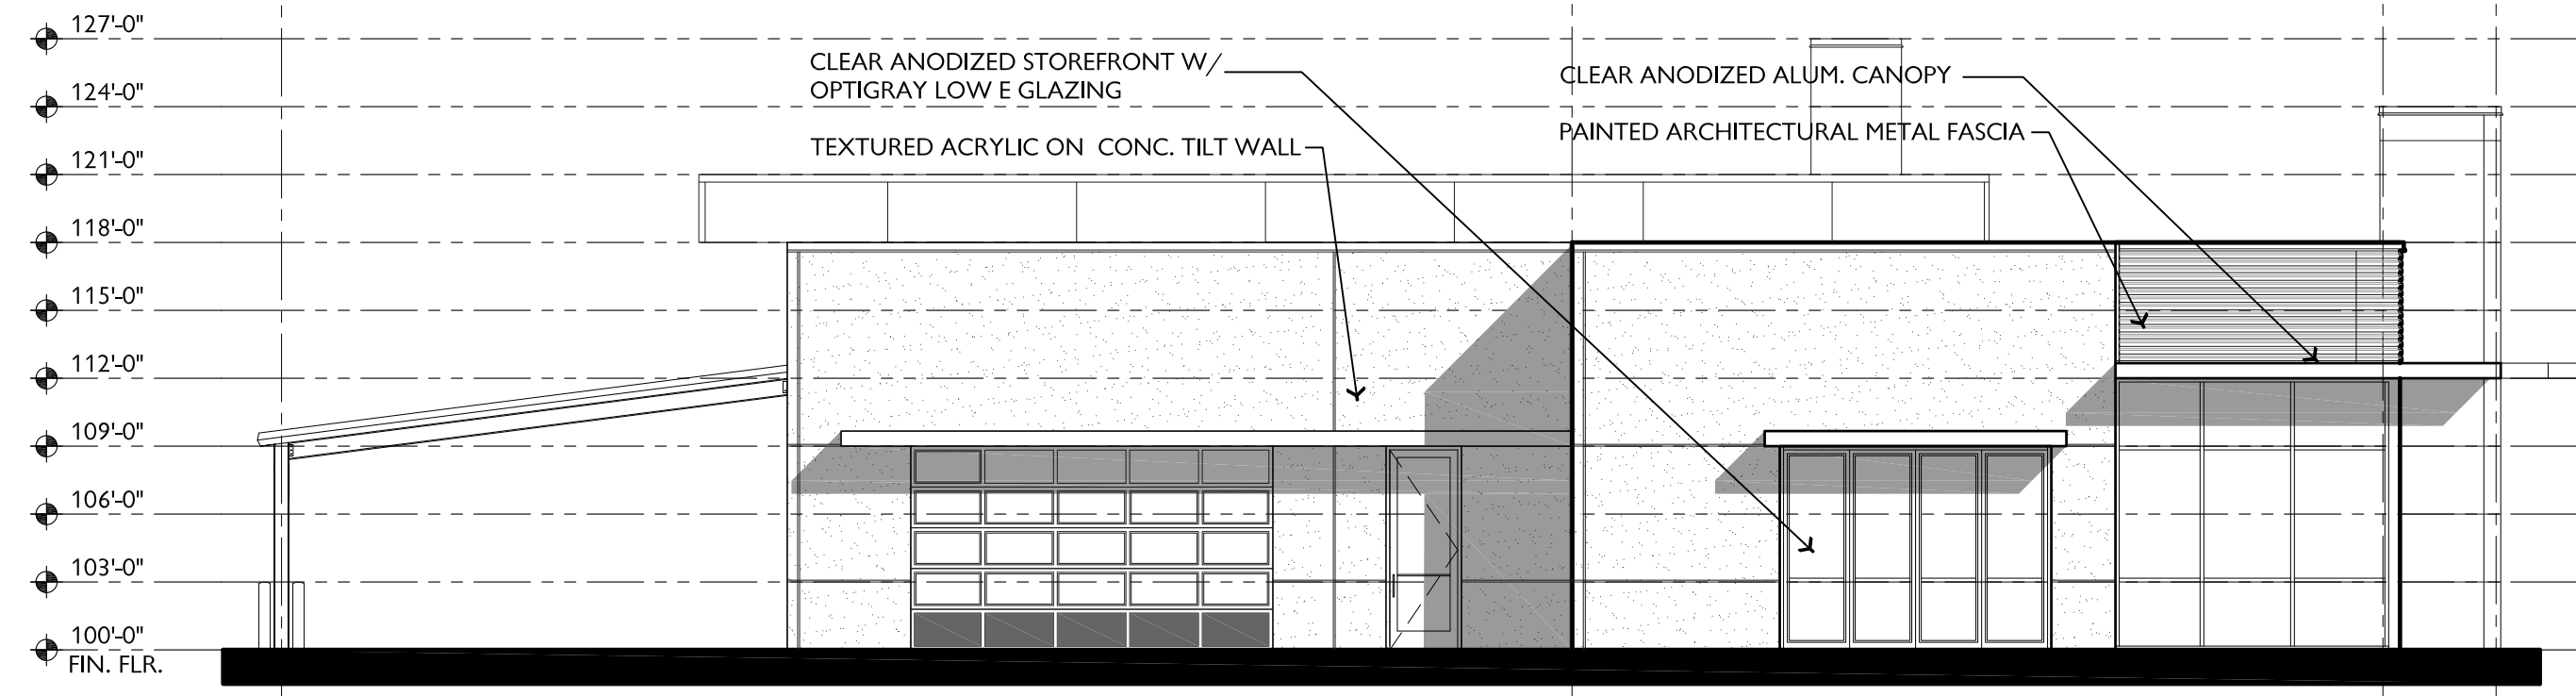 127'-0"
124'-0"
121'-0"
118'-0"
115'-0"
112'-0"
109'-0"
106'-0"
103'-0"
100'-0"
FIN. FLR.
CLEAR ANODIZED STOREFRONT W/
OPTIGRAY LOW E GLAZING
TEXTURED ACRYLIC ON CONC. TILT WALL
CLEAR ANODIZED ALUM. CANOPY
PAINTED ARCHITECTURAL METAL FASCIA